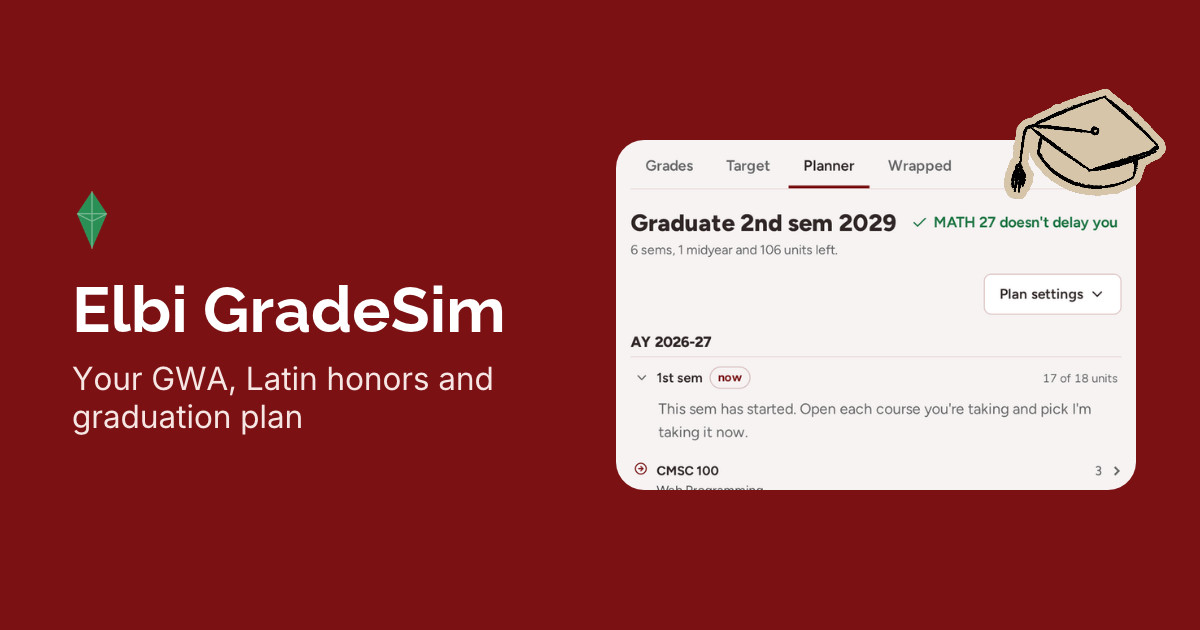 Elbi GradeSim
Your GWA, Latin honors and
graduation plan
Grades Target Planner Wrapped
Graduate 2nd sem 2029 MATH 27 doesn't delay you
6 sems, 1 midyear and 106 units left.
Plan settings
AY 2026-27
1st sem now 17 of 18 units
This sem has started. Open each course you're taking and pick I'm
taking it now.
CMSC 100 3
Web Programming